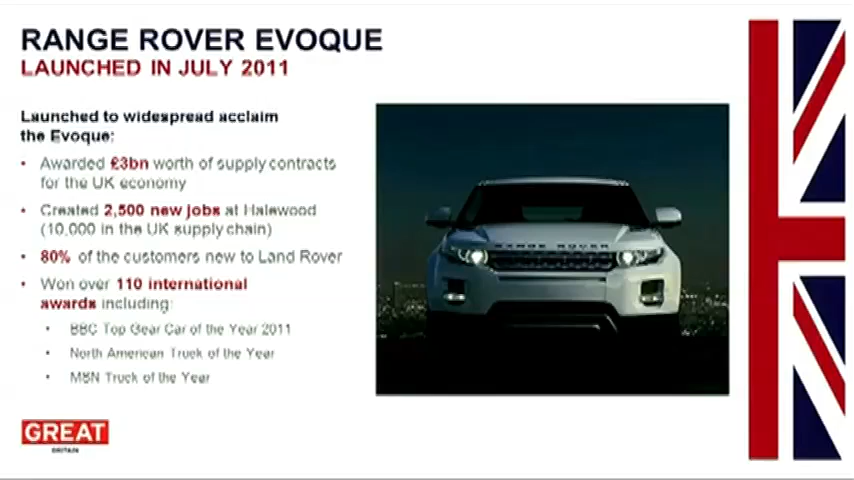 RANGE ROVER EVOQUE
LAUNCHED IN JULY 2011
Launched to widespread acclaim
the Evoque:
• Awarded £3bn worth of supply contracts
for the UK economy
• Created 2,500 new jobs at Halewood
(10,000 in the UK supply chain)
• 80% of the customers new to Land Rover
• Won over 110 international
awards including:
• BBC Top Gear Car of the Year 2011
• North American Truck of the Year
• MSN Truck of the Year
RANGE ROVER
GREAT
BRITAIN